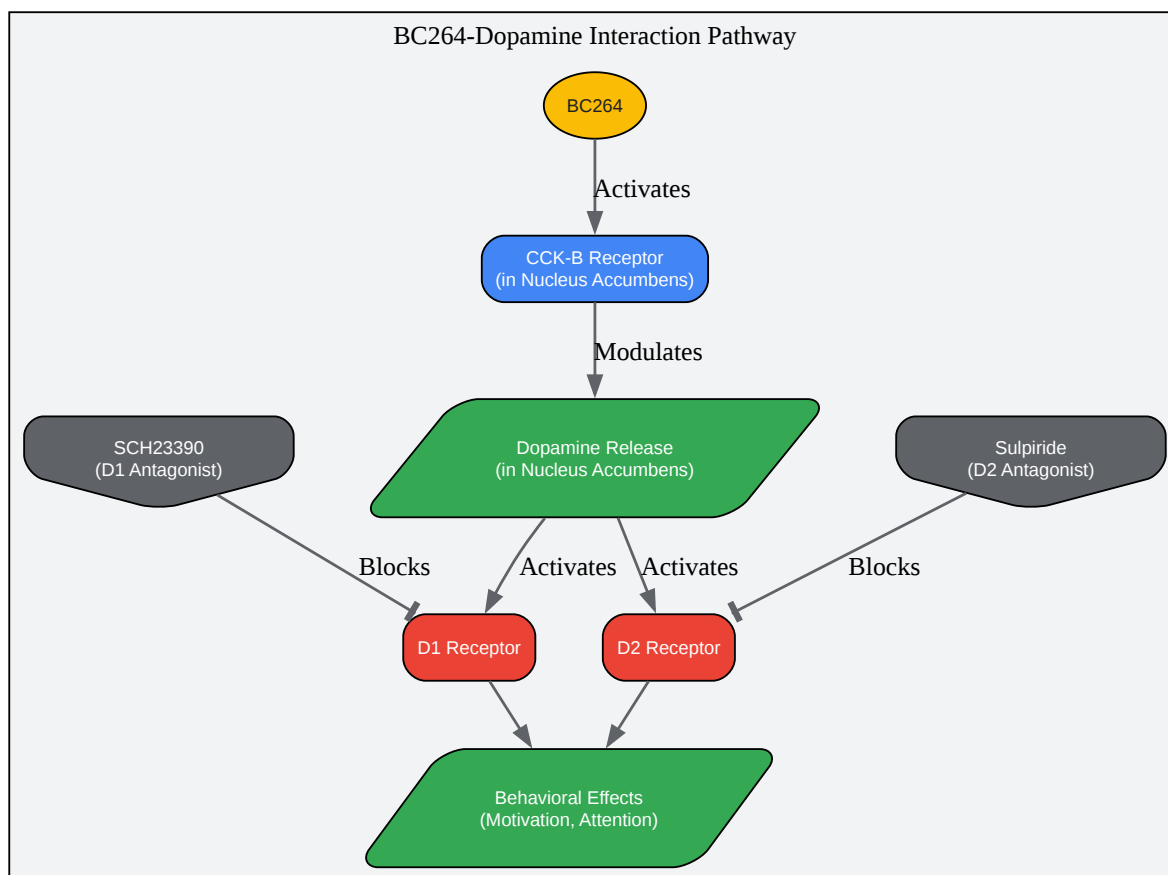 BC264-Dopamine Interaction Pathway
BC264
Activates
CCK-B Receptor
(in Nucleus Accumbens)
Modulates
SCH23390
(D1 Antagonist)
Dopamine Release
(in Nucleus Accumbens)
Sulpiride
(D2 Antagonist)
Blocks
Activates
Activates
Blocks
D1 Receptor
D2 Receptor
Behavioral Effects
(Motivation, Attention)